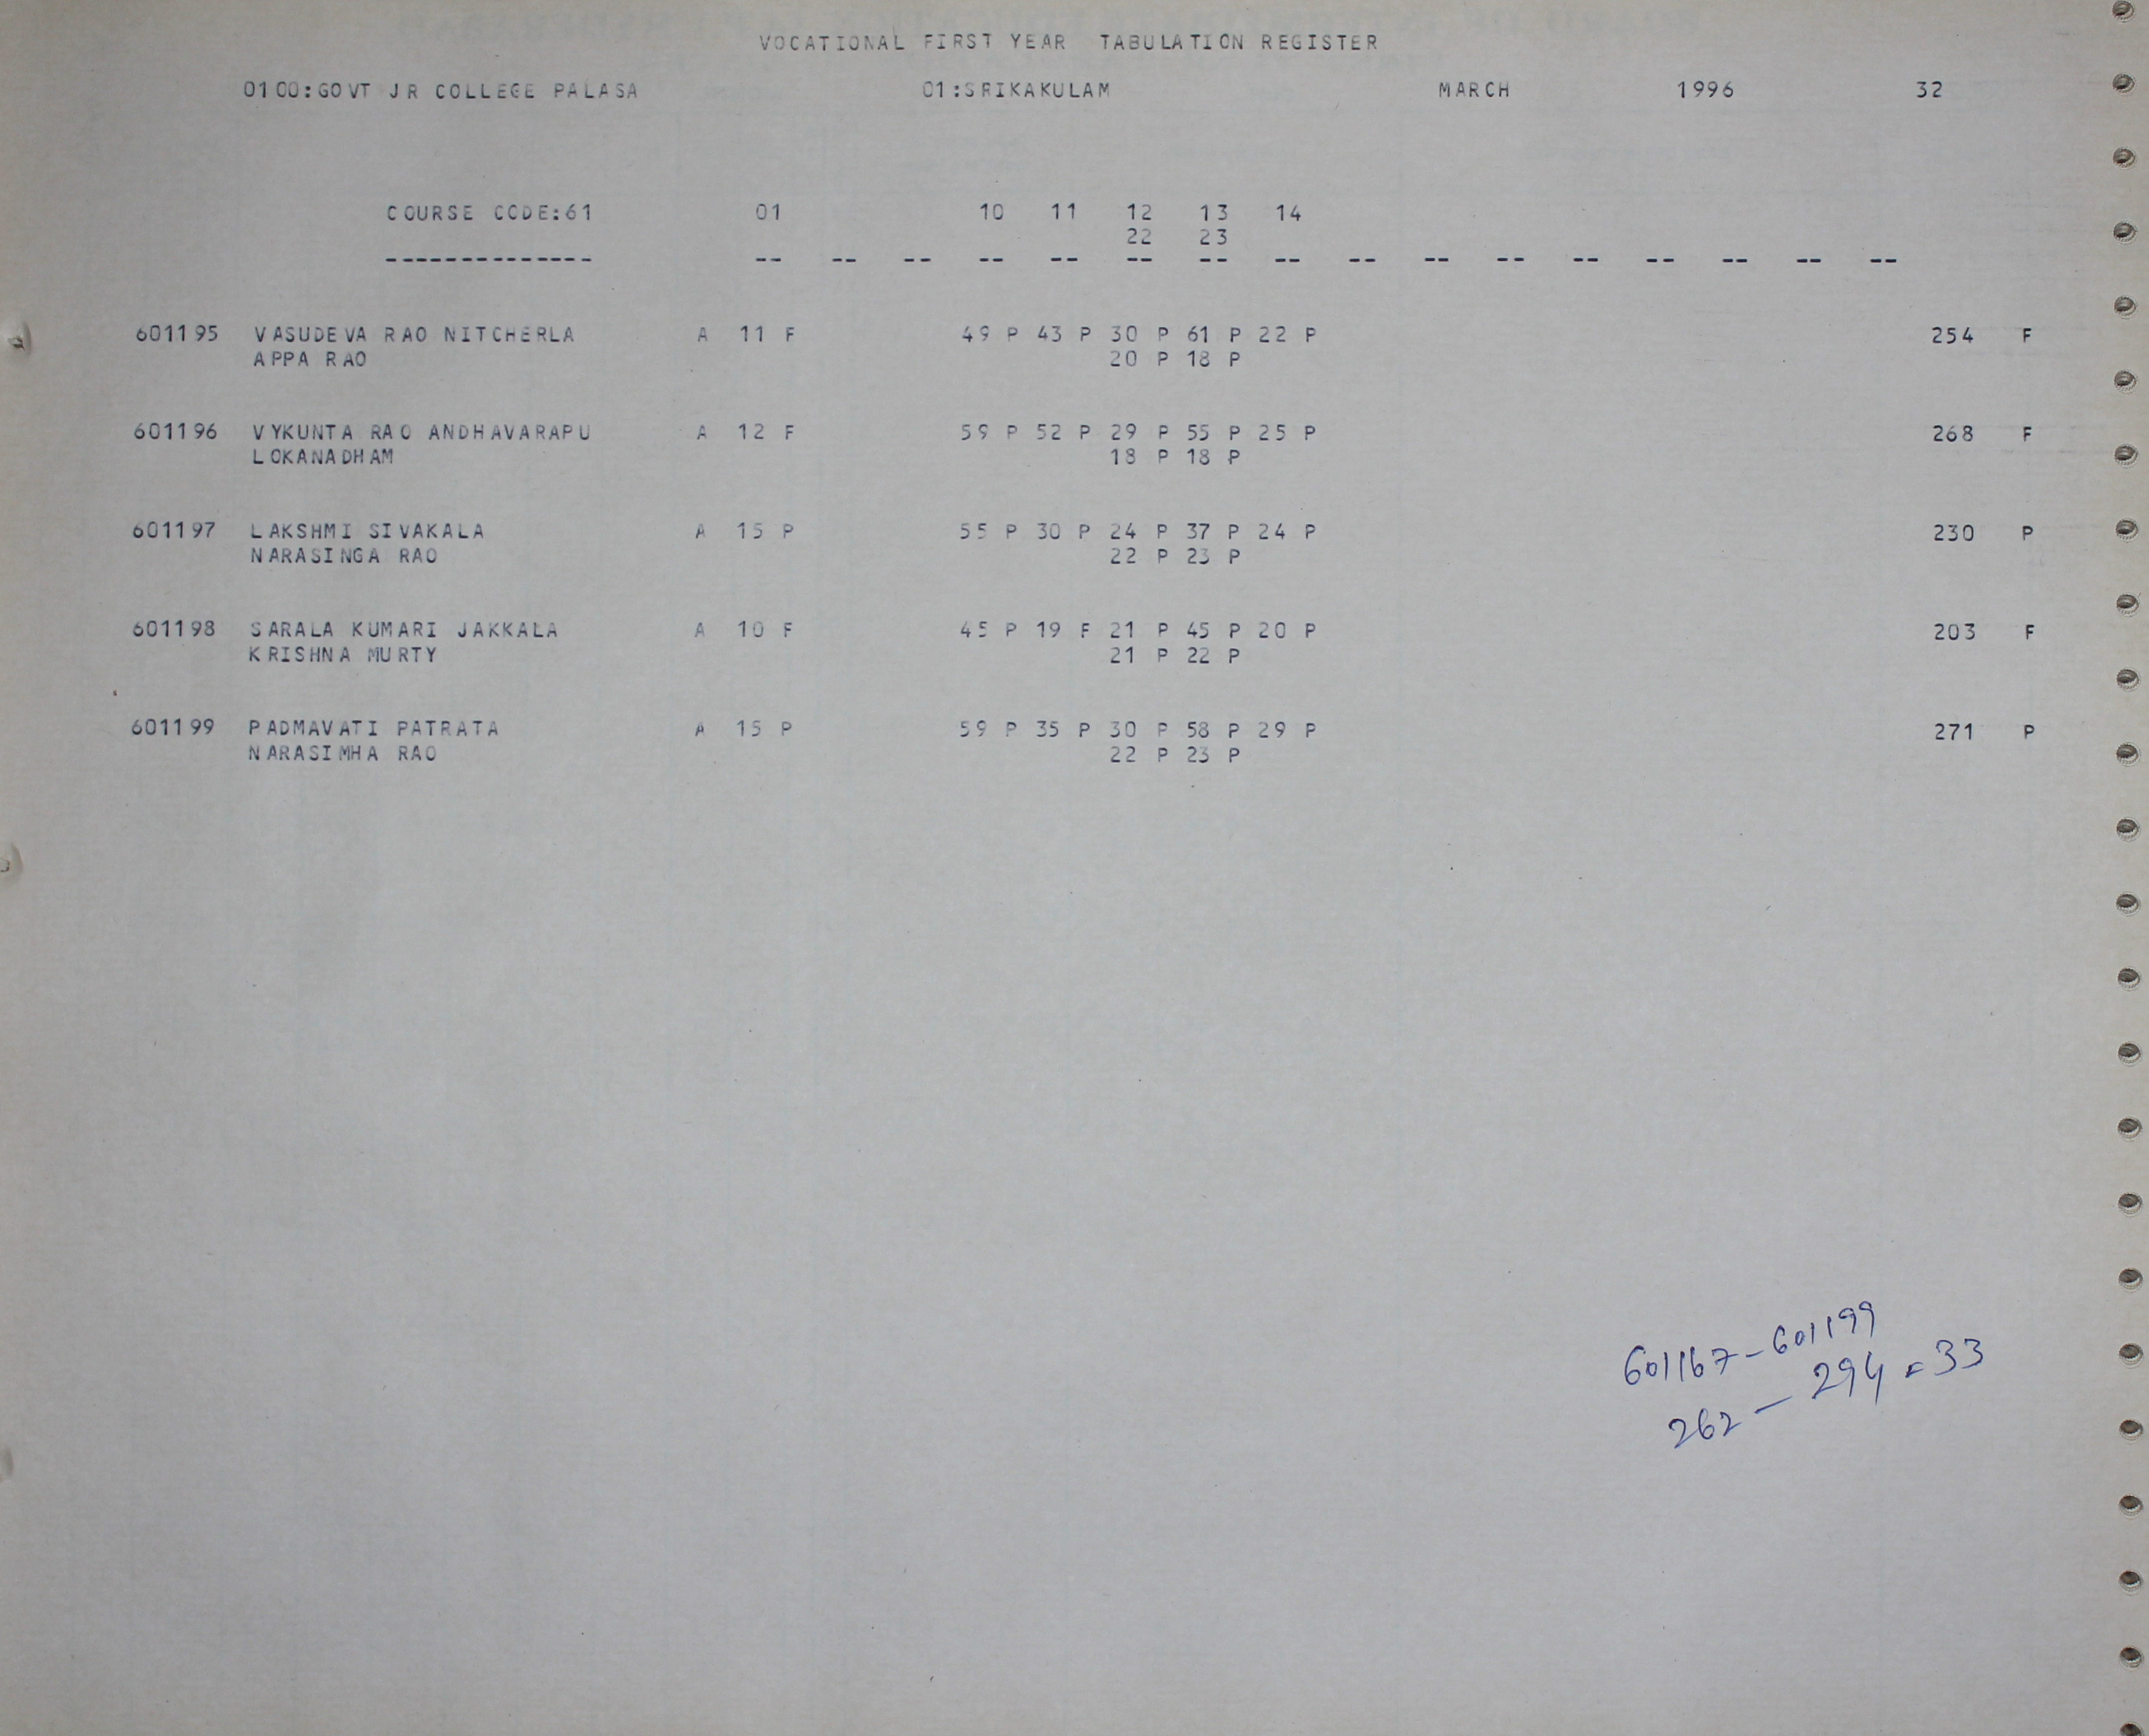 VOCATIONAL FIRST YEAR TABULATION REGISTER
0100:GOVT JR COLLEGE PALASA 01:SRIKAKULAM MARCH 1996 32
COURSE CODE:61 01 10 11 12 13 14
22 23
-------------- -- -- -- -- -- -- -- -- -- -- -- -- -- -- -- --
601195 VASUDEVA RAO NITCHERLA A 11 F 49 P 43 P 30 P 61 P 22 P 254 F
APPA RAO 20 P 18 P
601196 VYKUNTA RAO ANDHAVARAPU A 12 F 59 P 52 P 29 P 55 P 25 P 268 F
LOKANADHAM 18 P 18 P
601197 LAKSHMI SIVAKALA A 15 P 55 P 30 P 24 P 37 P 24 P 230 P
NARASINGA RAO 22 P 23 P
601198 SARALA KUMARI JAKKALA A 10 F 45 P 19 F 21 P 45 P 20 P 203 F
KRISHNA MURTY 21 P 22 P
601199 PADMAVATI PATRATA A 15 P 59 P 35 P 30 P 58 P 29 P 271 P
NARASIMHA RAO 22 P 23 P
601167-601199
262 - 294 = 33